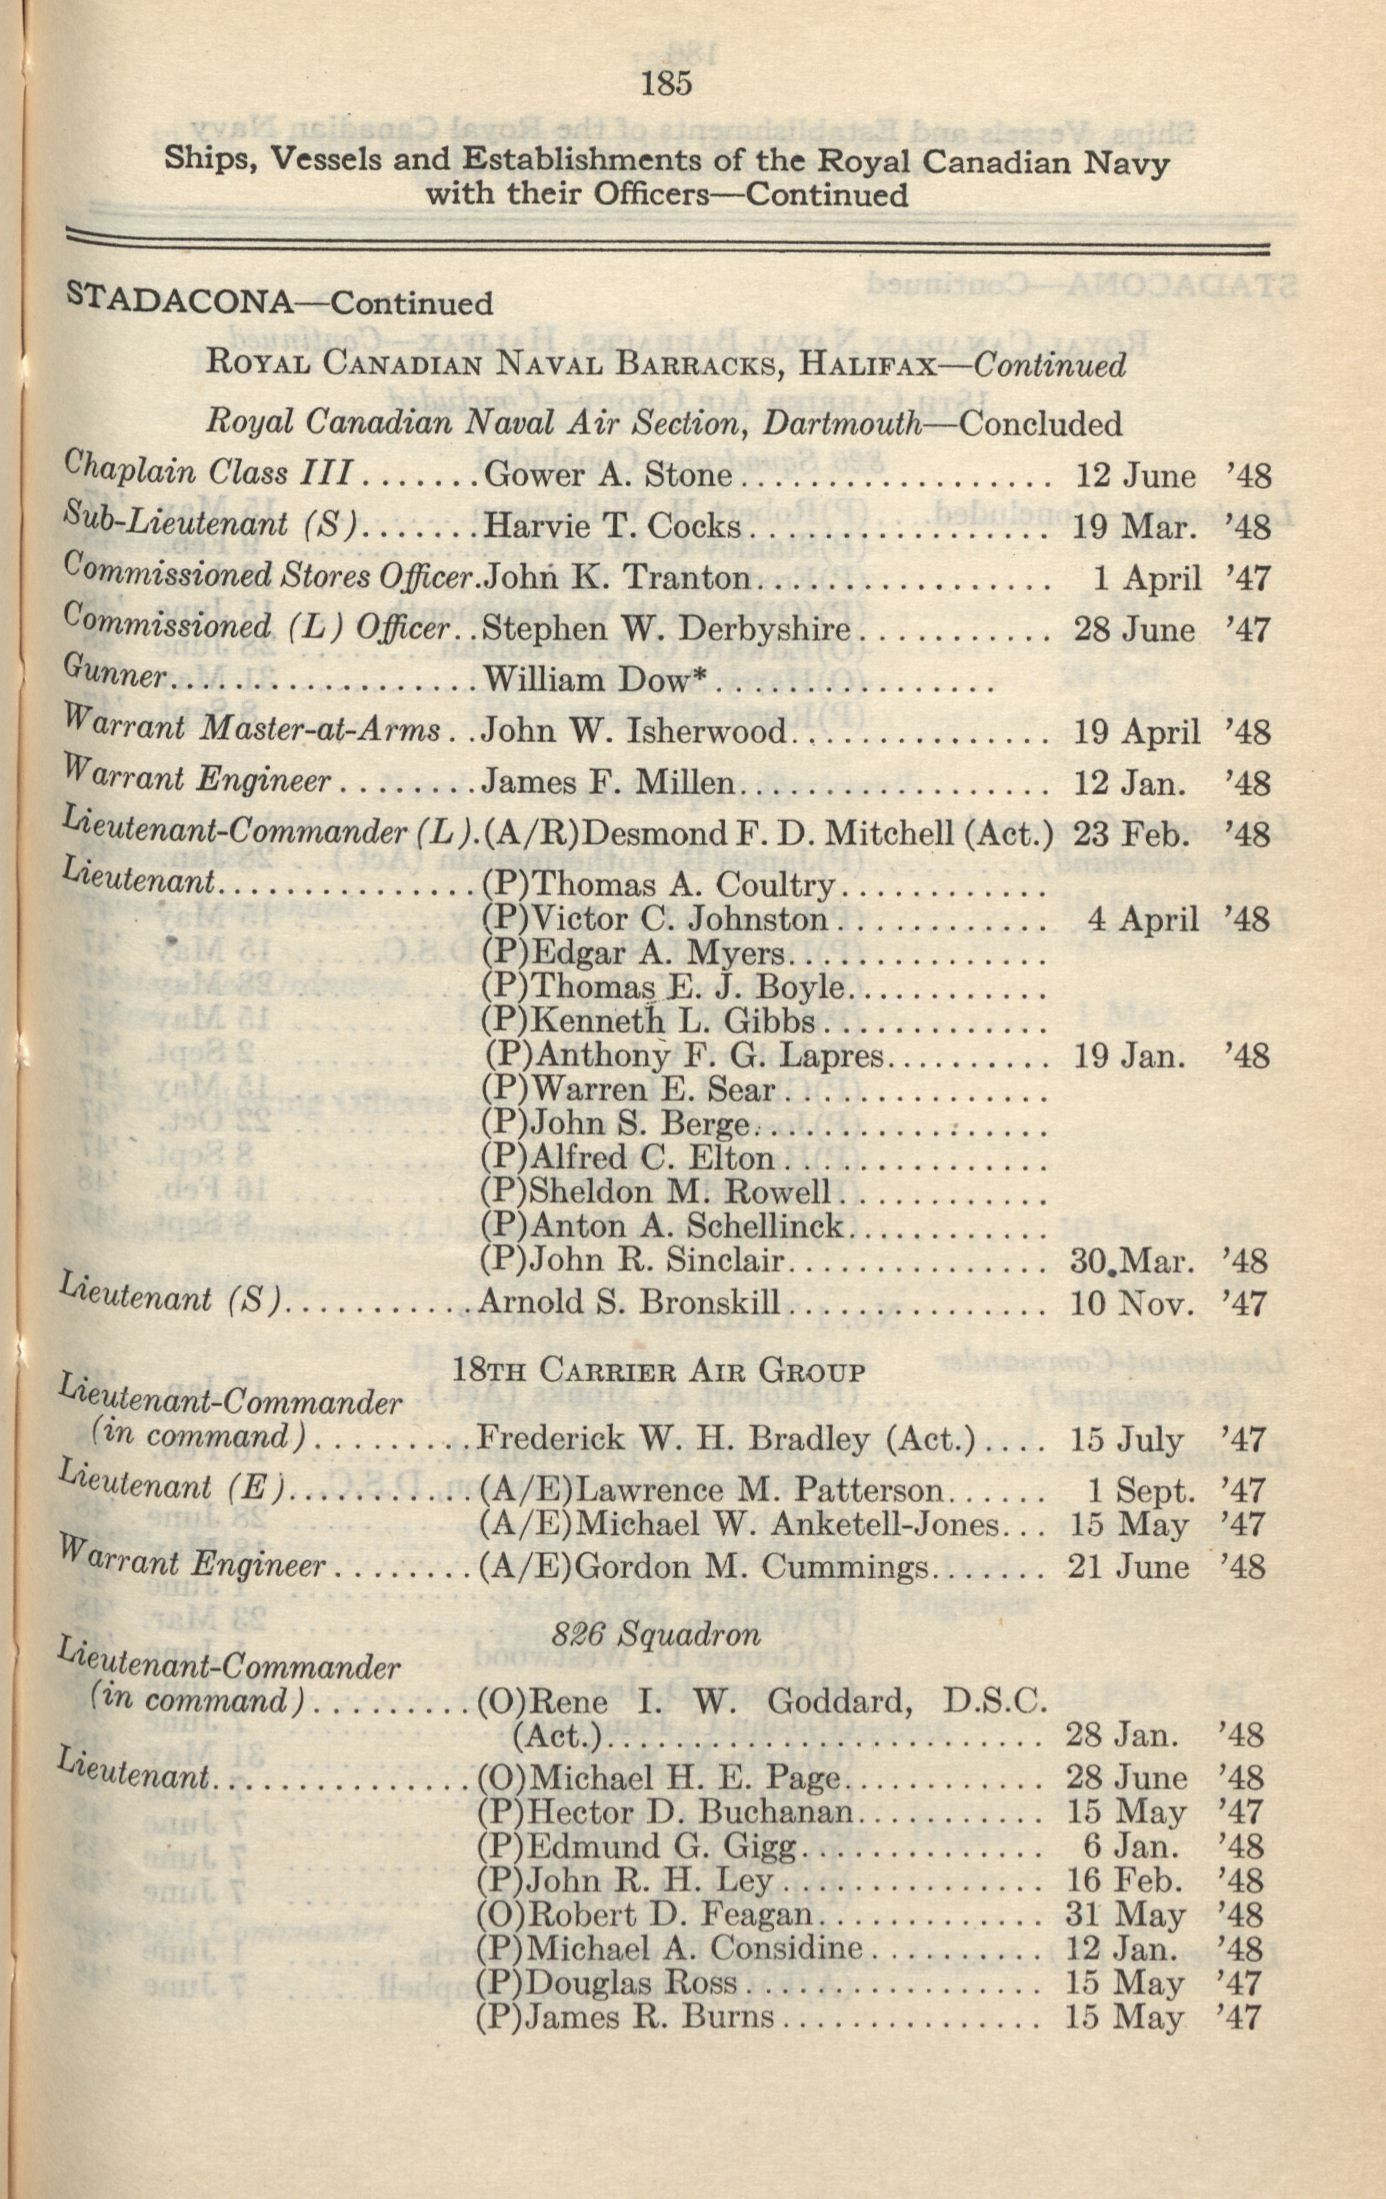 185
Ships, Vessels and Establishments of the Royal Canadian Navy
with their Officers—Continued
STADACONA—Continued
ROYAL CANADIAN NAVAL BARRACKS, HALIFAX—Continued
Royal Canadian Naval Air Section, Dartmouth—Concluded
Chaplain Class III.......Gower A. Stone.................. 12 June '48
Sub-Lieutenant (S).......Harvie T. Cocks.................. 19 Mar. '48
Commissioned Stores Officer.John K. Tranton................. 1 April '47
Commissioned (L) Officer..Stephen W. Derbyshire............ 28 June '47
Gunner..................William Dow*.................
Warrant Master-at-Arms..John W. Isherwood............... 19 April '48
Warrant Engineer........James F. Millen.................. 12 Jan. '48
Lieutenant-Commander (L).(A/R)Desmond F. D. Mitchell (Act.) 23 Feb. '48
Lieutenant...............(P)Thomas A. Coultry............
(P)Victor C. Johnston............ 4 April '48
(P)Edgar A. Myers...............
(P)Thomas E. J. Boyle............
(P)Kenneth L. Gibbs.............
(P)Anthony F. G. Lapres.......... 19 Jan. '48
(P)Warren E. Sear...............
(P)John S. Berge.................
(P)Alfred C. Elton...............
(P)Sheldon M. Rowell............
(P)Anton A. Schellinck............
(P)John R. Sinclair............... 30.Mar. '48
Lieutenant (S)...........Arnold S. Bronskill............... 10 Nov. '47
18TH CARRIER AIR GROUP
Lieutenant-Commander
(in command).........Frederick W. H. Bradley (Act.).... 15 July '47
Lieutenant (E)...........(A/E)Lawrence M. Patterson...... 1 Sept. '47
(A/E)Michael W. Anketell-Jones... 15 May '47
Warrant Engineer........(A/E)Gordon M. Cummings....... 21 June '48
826 Squadron
Lieutenant-Commander
(in command).........(O)Rene I. W. Goddard, D.S.C.
(Act.)......................... 28 Jan. '48
Lieutenant...............(O)Michael H. E. Page............ 28 June '48
(P)Hector D. Buchanan........... 15 May '47
(P)Edmund G. Gigg.............. 6 Jan. '48
(P)John R. H. Ley............... 16 Feb. '48
(O)Robert D. Feagan............. 31 May '48
(P)Michael A. Considine.......... 12 Jan. '48
(P)Douglas Ross................. 15 May '47
(P)James R. Burns............... 15 May '47